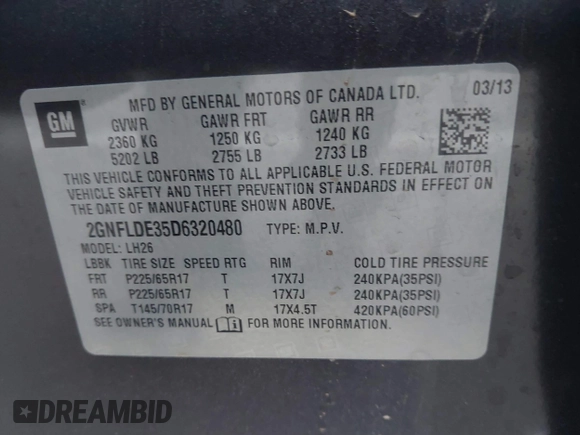 GM
MFD BY GENERAL MOTORS OF CANADA LTD. 03/13
GVWR GAWR FRT GAWR RR
2360 KG 1250 KG 1240 KG
5202 LB 2755 LB 2733 LB
THIS VEHICLE CONFORMS TO ALL APPLICABLE U.S. FEDERAL MOTOR
VEHICLE SAFETY AND THEFT PREVENTION STANDARDS IN EFFECT ON
THE DATE OF MANUFACTURE SHOWN ABOVE.
2GNFLDE35D6320480 TYPE: M.P.V.
MODEL: LH26
LBBK TIRE SIZE SPEED RTG RIM COLD TIRE PRESSURE
FRT P225/65R17 T 17X7J 240KPA(35PSI)
RR P225/65R17 T 17X7J 240KPA(35PSI)
SPA T145/70R17 M 17X4.5T 420KPA(60PSI)
SEE OWNER'S MANUAL FOR MORE INFORMATION.
DREAMBID